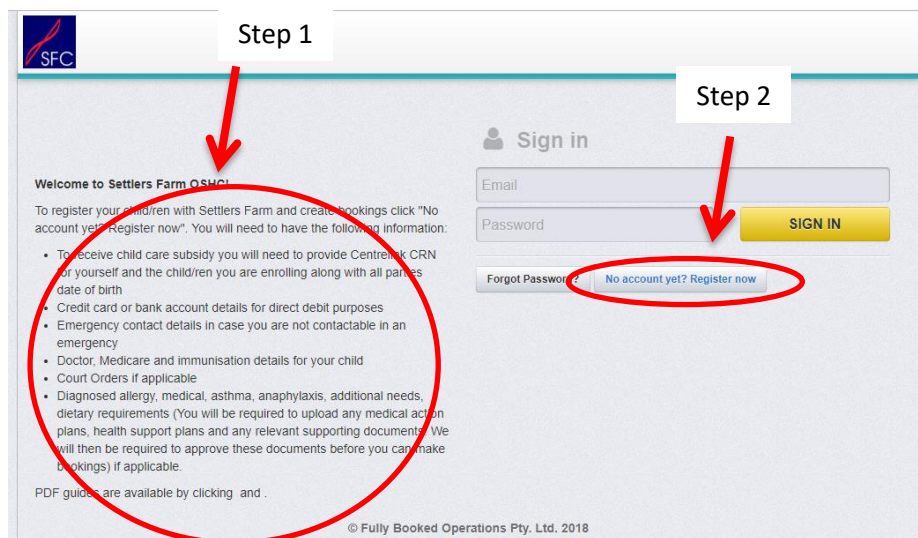 SFC
Step 1
Step 2
Sign in
Email
Password
SIGN IN
Forgot Password?
No account yet? Register now
Welcome to Settlers Farm OSHC!
To register your child/ren with Settlers Farm and create bookings click "No
account yet? Register now". You will need to have the following information:
• To receive child care subsidy you will need to provide Centrelink CRN
for yourself and the child/ren you are enrolling along with all parties
date of birth
• Credit card or bank account details for direct debit purposes
• Emergency contact details in case you are not contactable in an
emergency
• Doctor, Medicare and immunisation details for your child
• Court Orders if applicable
• Diagnosed allergy, medical, asthma, anaphylaxis, additional needs,
dietary requirements (You will be required to upload any medical action
plans, health support plans and any relevant supporting documents. We
will then be required to approve these documents before you can make
bookings) if applicable.
PDF guides are available by clicking and .
© Fully Booked Operations Pty. Ltd. 2018